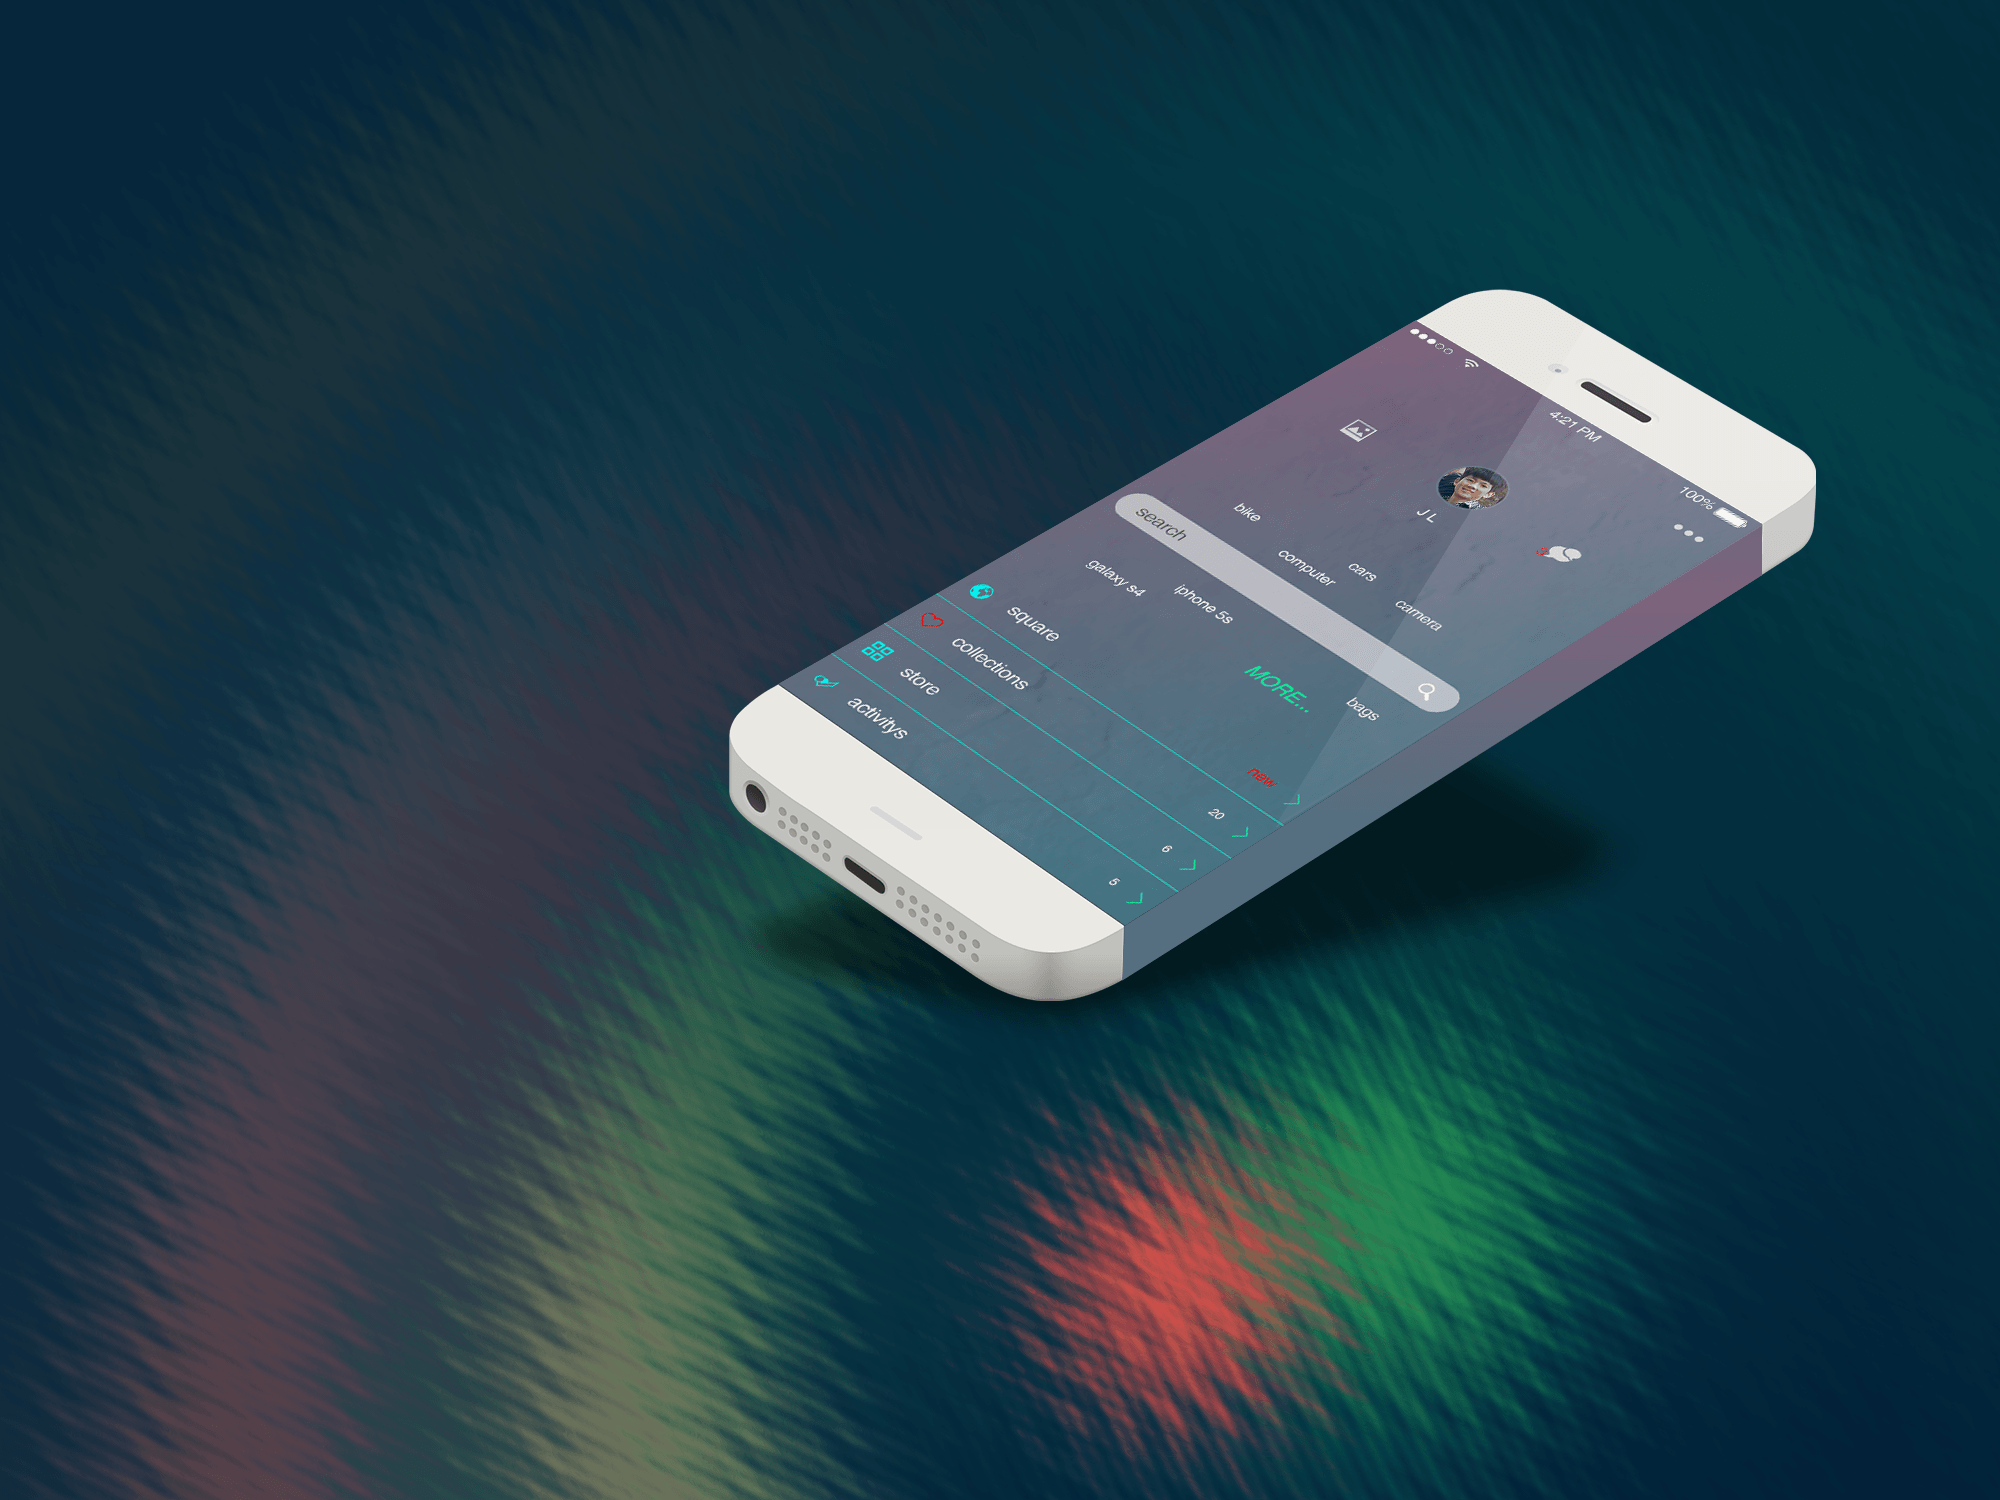 4:21 PM
100%
J L
bike
computer
cars
camera
search
galaxy s4
iphone 5s
MORE...
bags
square
new
collections
20
store
6
activitys
5